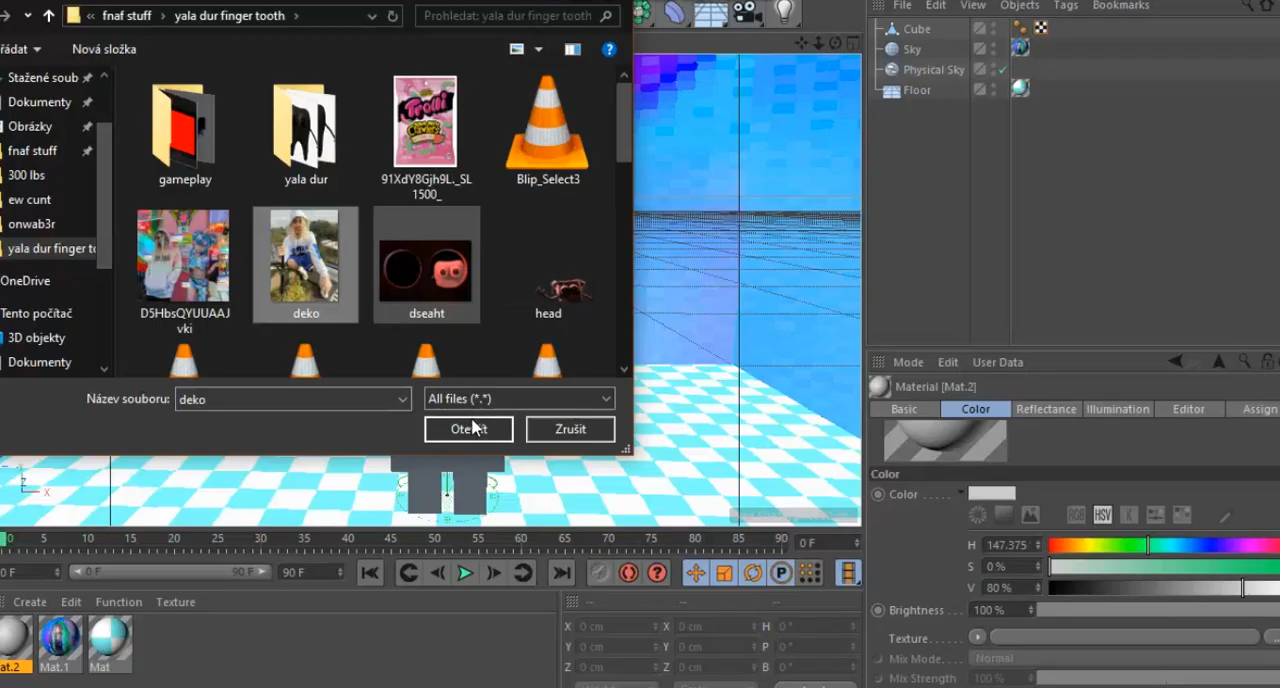 fnaf stuff > yala dur finger tooth >
Prohledat: yala dur finger tooth
File Edit View Objects Tags Bookmarks
řádat Nová složka
Cube
Sky
Physical Sky
Floor
Stažené soub
Dokumenty
Obrázky
fnaf stuff
300 lbs
ew cunt
onwab3r
yala dur finger to
OneDrive
Tento počítač
3D objekty
Dokumenty
gameplay
yala dur
91XdY8Gjh9L._SL
1500_
Blip_Select3
Trolli
Crawlers
D5HbsQYUUAAJ
vki
deko
dseaht
head
Název souboru: deko
All files (*.*)
Otevřít
Zrušit
Mode Edit User Data
Material [Mat.2]
Basic Color Reflectance Illumination Editor Assign
Color
Color . . . . .
RGB HSV K
H 147.375
S 0%
V 80%
Brightness . . . 100%
Texture . . . . . .
Mix Mode. . . . Normal
Mix Strength 100%
Z X
0 5 10 15 20 25 30 35 40 45 50 55 60 65 70 75 80 85 90 0 F
0 F 0 F 90 F 90 F
P
Create Edit Function Texture
at.2 Mat.1 Mat
-- -- --
X 0 cm X 0 cm H 0 °
Y 0 cm Y 0 cm P 0 °
Z 0 cm Z 0 cm B 0 °